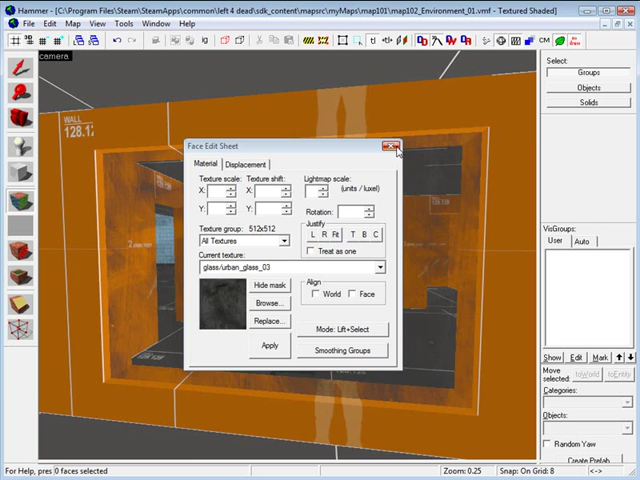 Hammer - [C:\Program Files\Steam\SteamApps\common\left 4 dead\sdk_content\mapsrc\myMaps\map101\map102_Environment_01.vmf - Textured Shaded]
File Edit Map View Tools Instancing Window Help
camera
WALL
128.12
Face Edit Sheet
Material Displacement
Texture scale: Texture shift: Lightmap scale:
X: X: (units / luxel)
Y: Y: Rotation:
Texture group: 512x512
All Textures
Justify
L R Fit T B C
Treat as one
Current texture:
glass/urban_glass_03
Hide mask
Browse...
Replace...
Apply
Align
World Face
Mode: Lift+Select
Smoothing Groups
Select:
Groups
Objects
Solids
VisGroups:
User Auto
Show Edit Mark
Move selected:
toWorld toEntity
Categories:
Objects:
Random Yaw
Create Prefab
For Help, pres 0 faces selected Zoom: 0.25 Snap: On Grid: 8 <->